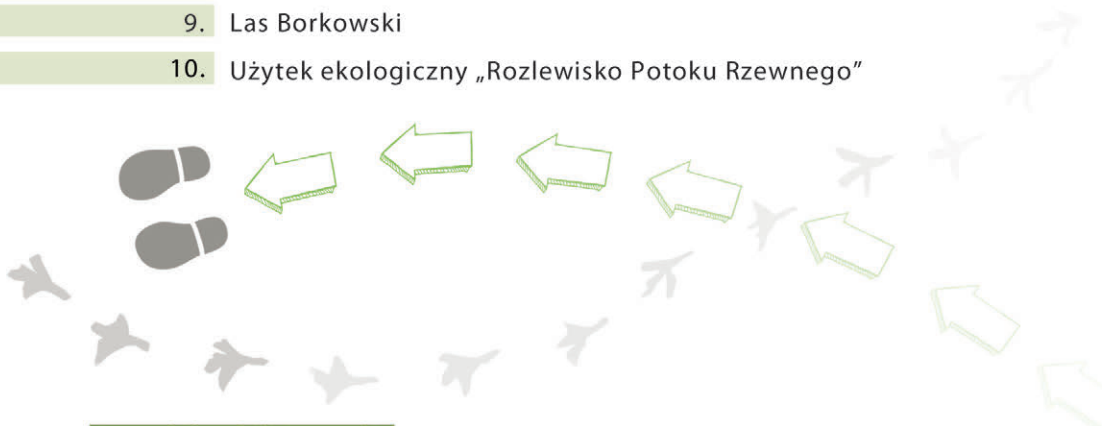 9. Las Borkowski
10. Użytek ekologiczny „Rozlewisko Potoku Rzewnego”